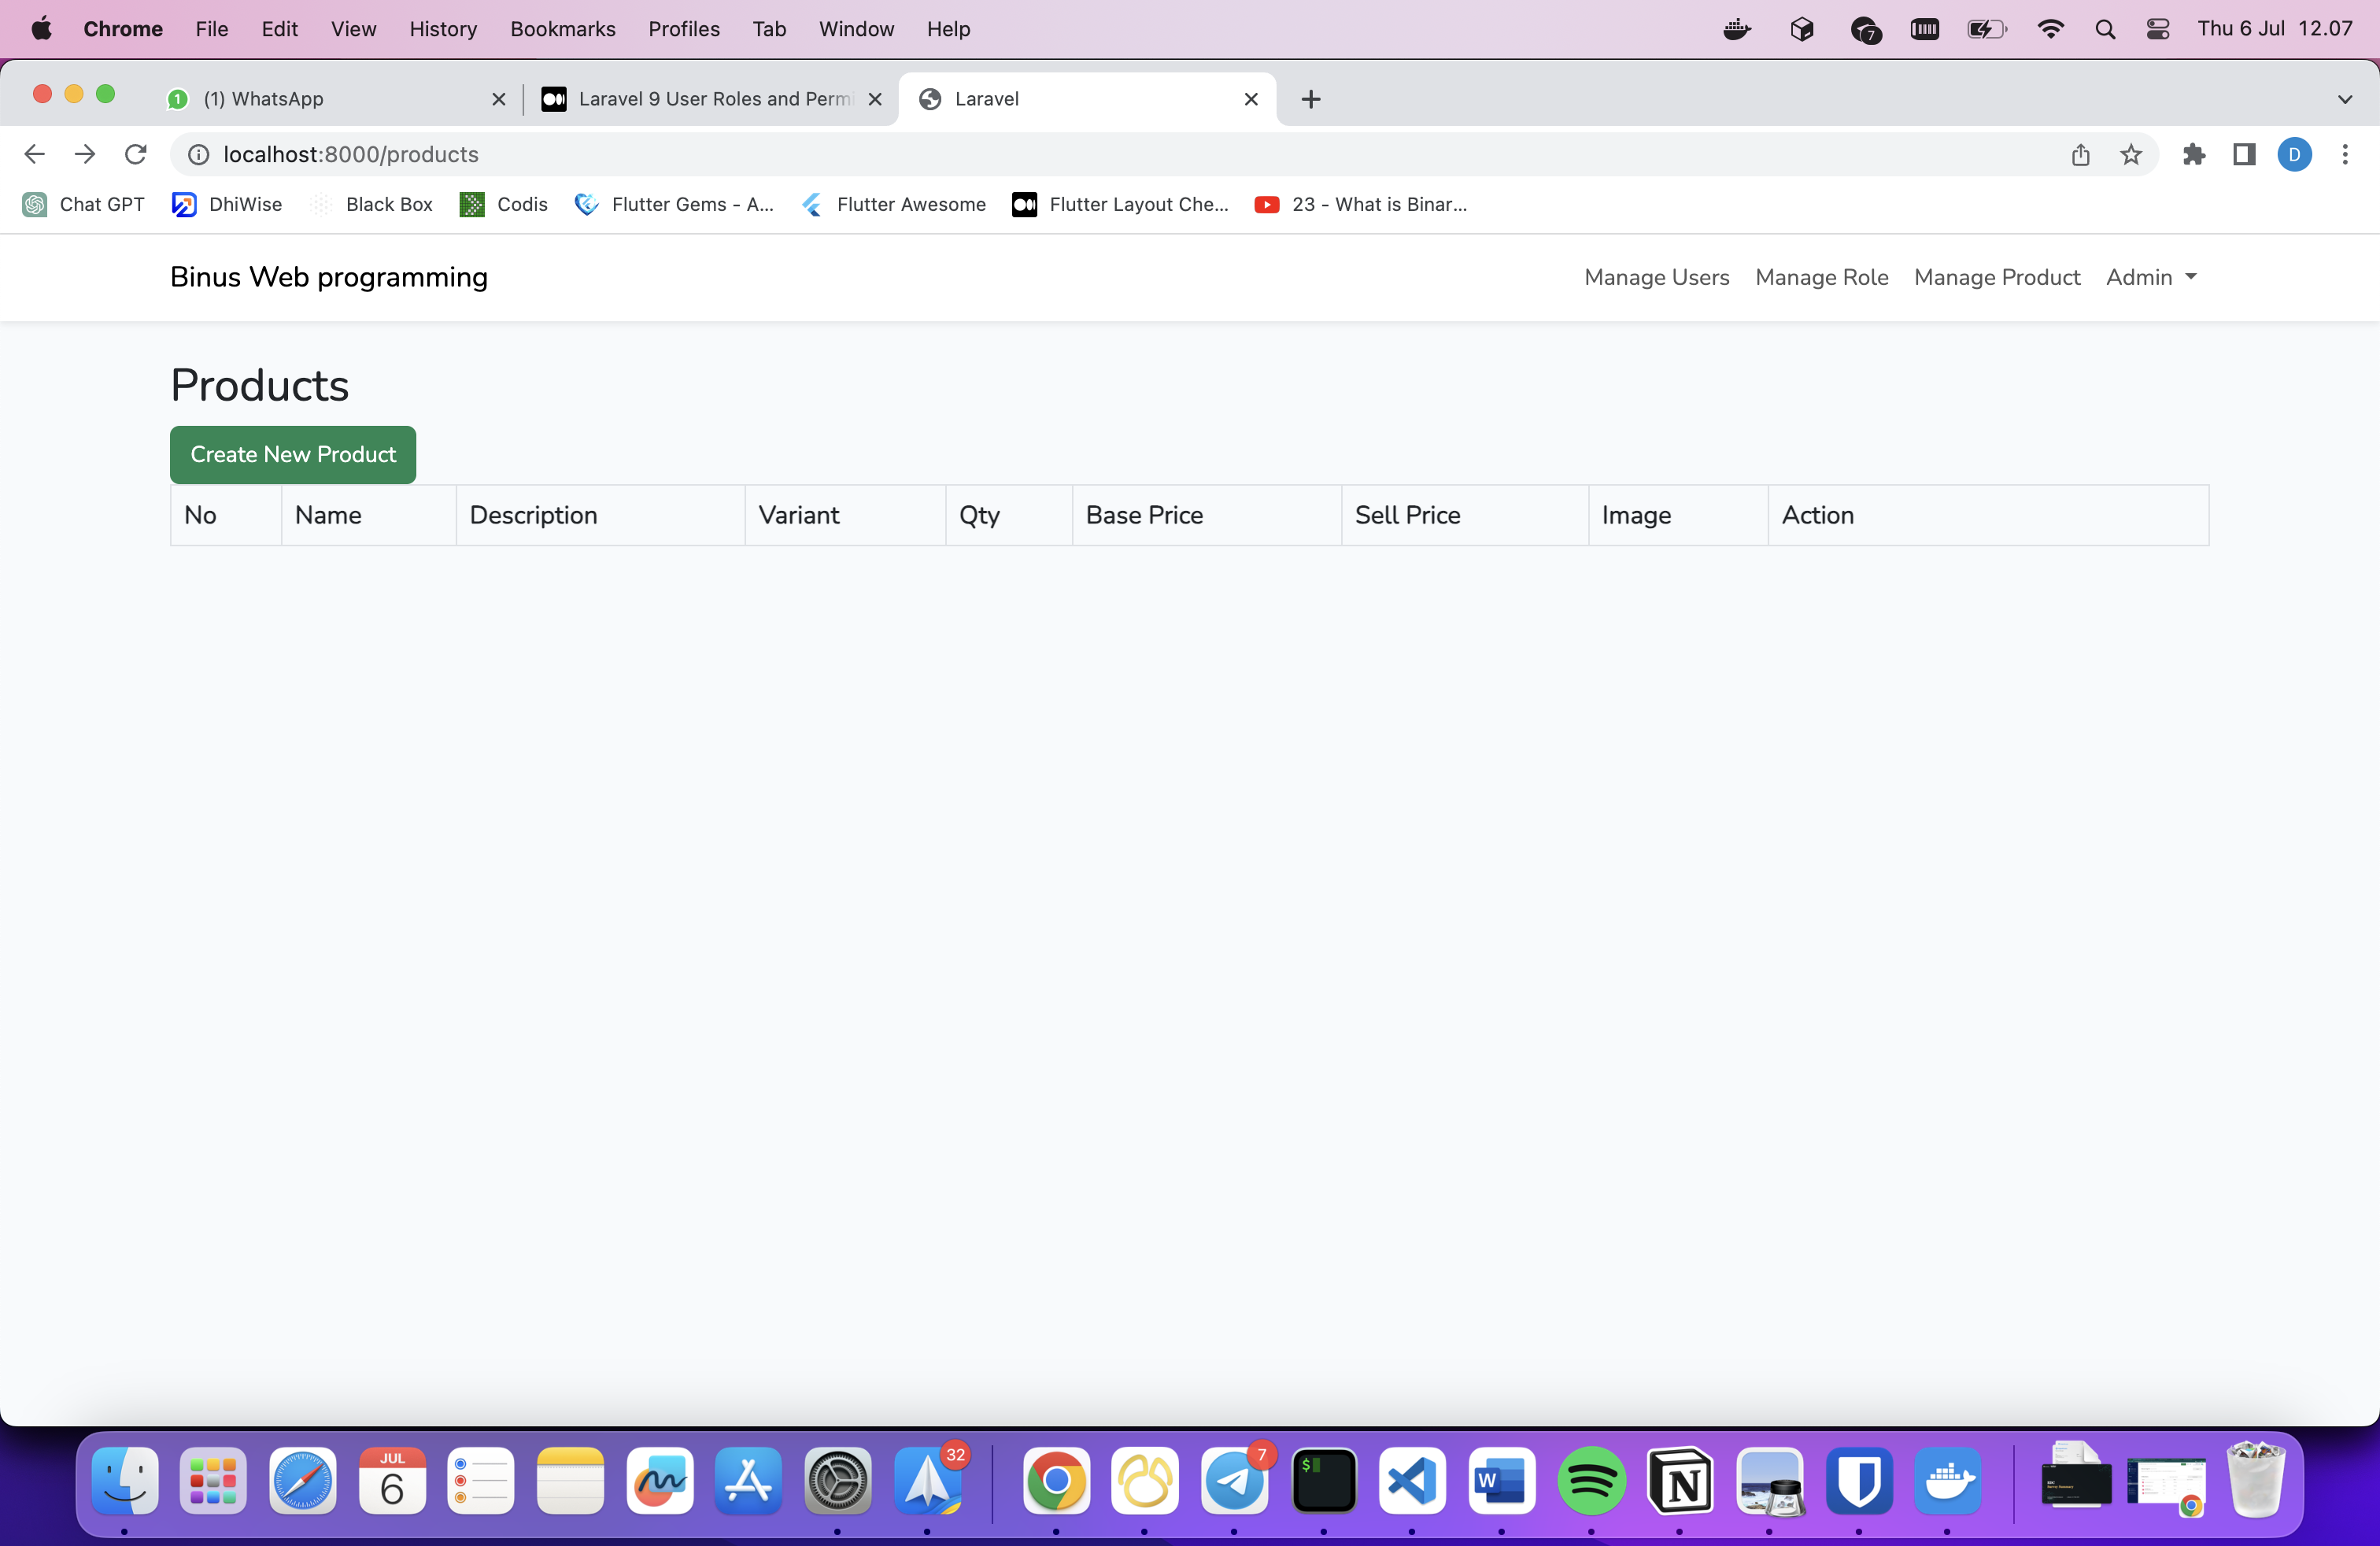 Chrome File Edit View History Bookmarks Profiles Tab Window Help 7 Thu 6 Jul 12.07
1 (1) WhatsApp Laravel 9 User Roles and Permi Laravel
localhost:8000/products D
Chat GPT DhiWise Black Box Codis Flutter Gems - A... Flutter Awesome Flutter Layout Che... 23 - What is Binar...
Binus Web programming Manage Users Manage Role Manage Product Admin
Products
Create New Product
No Name Description Variant Qty Base Price Sell Price Image Action
JUL 32 7
6 $ W N